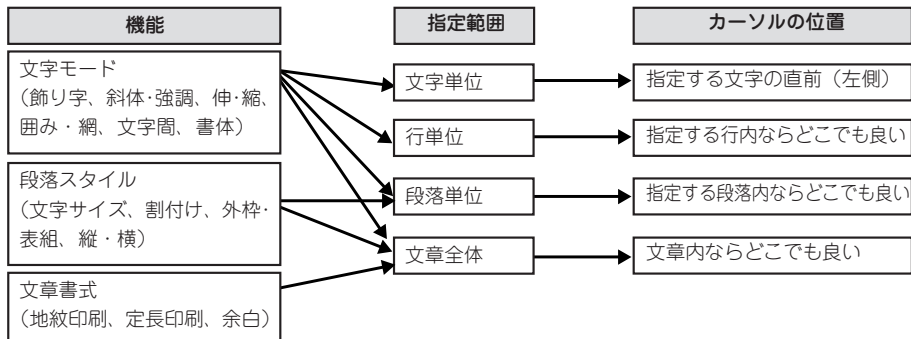 機能
文字モード
（飾り字、斜体・強調、伸・縮、
囲み・網、文字間、書体）
段落スタイル
（文字サイズ、割付け、外枠・
表組、縦・横）
文章書式
（地紋印刷、定長印刷、余白）
指定範囲
文字単位
行単位
段落単位
文章全体
カーソルの位置
指定する文字の直前（左側）
指定する行内ならどこでも良い
指定する段落内ならどこでも良い
文章内ならどこでも良い